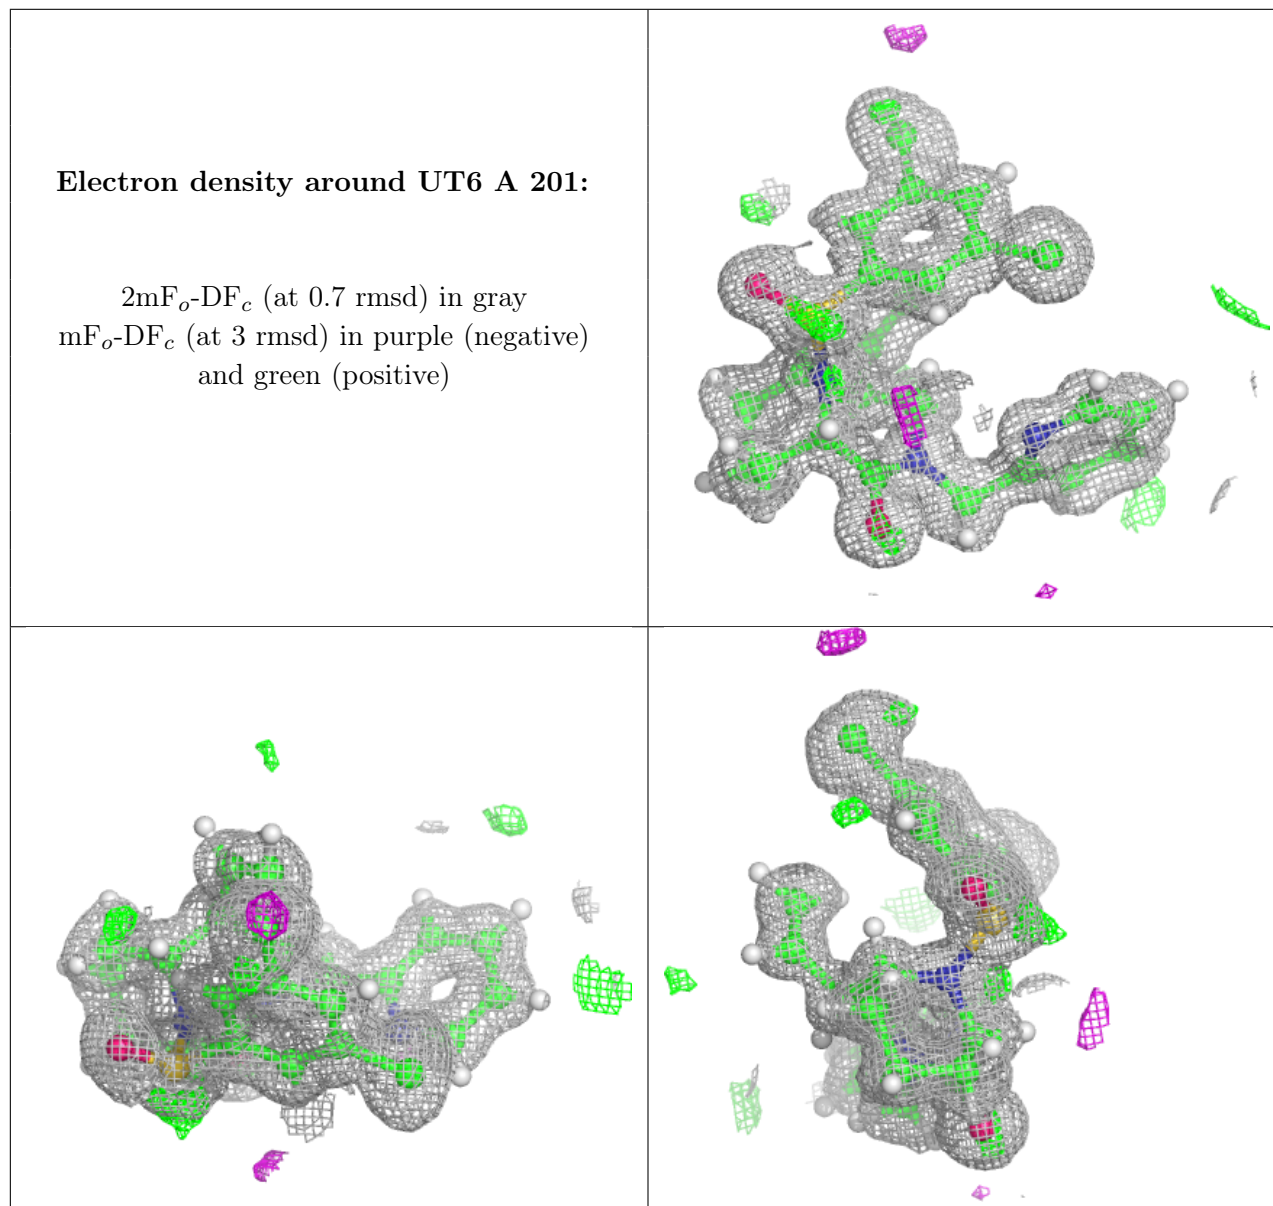 Electron density around UT6 A 201:
2mFo-DFc (at 0.7 rmsd) in gray
mFo-DFc (at 3 rmsd) in purple (negative)
and green (positive)